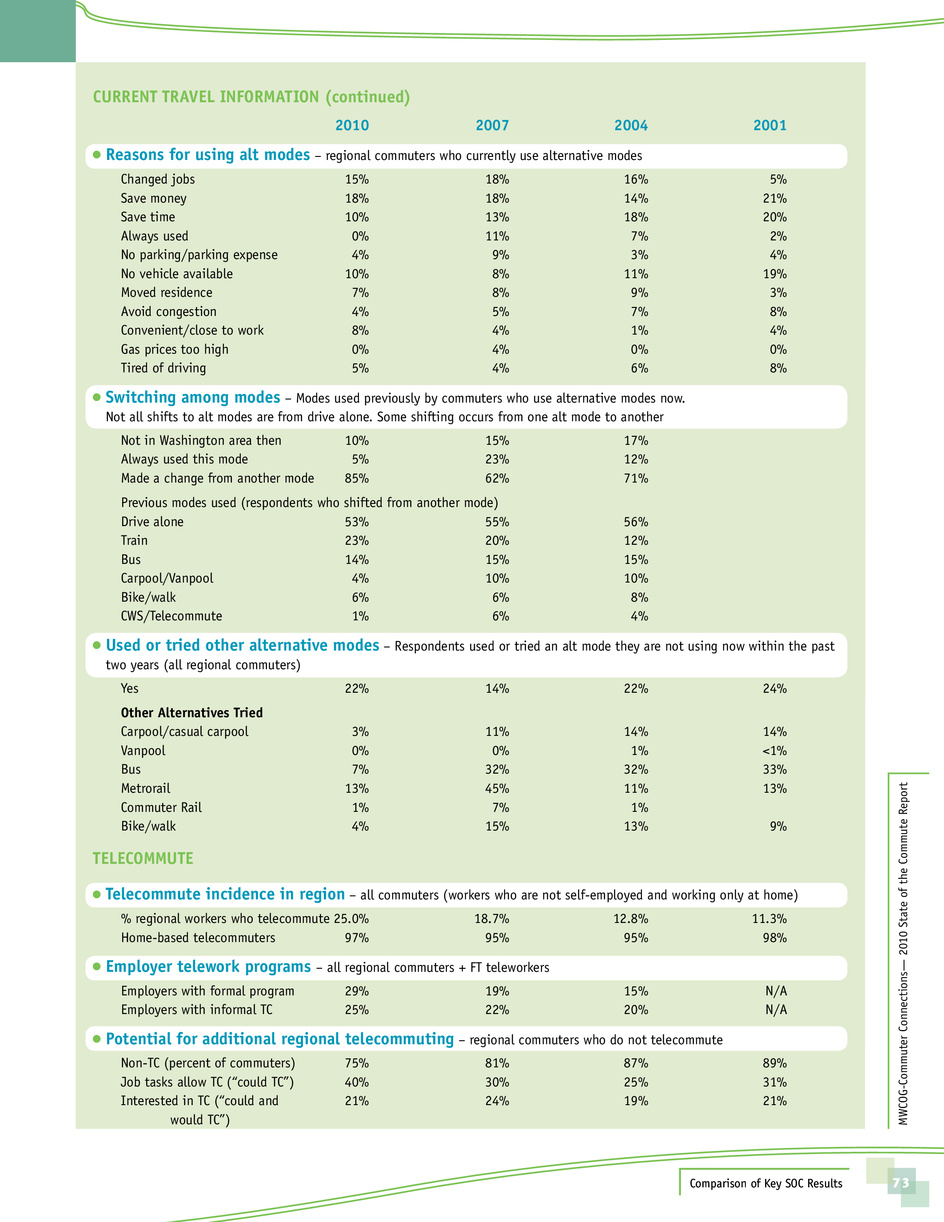 CURRENT TRAVEL INFORMATION (continued)
2010 2007 2004 2001
• Reasons for using alt modes – regional commuters who currently use alternative modes
Changed jobs 15% 18% 16% 5%
Save money 18% 18% 14% 21%
Save time 10% 13% 18% 20%
Always used 0% 11% 7% 2%
No parking/parking expense 4% 9% 3% 4%
No vehicle available 10% 8% 11% 19%
Moved residence 7% 8% 9% 3%
Avoid congestion 4% 5% 7% 8%
Convenient/close to work 8% 4% 1% 4%
Gas prices too high 0% 4% 0% 0%
Tired of driving 5% 4% 6% 8%
• Switching among modes – Modes used previously by commuters who use alternative modes now.
Not all shifts to alt modes are from drive alone. Some shifting occurs from one alt mode to another
Not in Washington area then 10% 15% 17%
Always used this mode 5% 23% 12%
Made a change from another mode 85% 62% 71%
Previous modes used (respondents who shifted from another mode)
Drive alone 53% 55% 56%
Train 23% 20% 12%
Bus 14% 15% 15%
Carpool/Vanpool 4% 10% 10%
Bike/walk 6% 6% 8%
CWS/Telecommute 1% 6% 4%
• Used or tried other alternative modes – Respondents used or tried an alt mode they are not using now within the past
two years (all regional commuters)
Yes 22% 14% 22% 24%
Other Alternatives Tried
Carpool/casual carpool 3% 11% 14% 14%
Vanpool 0% 0% 1% <1%
Bus 7% 32% 32% 33%
Metrorail 13% 45% 11% 13%
Commuter Rail 1% 7% 1%
Bike/walk 4% 15% 13% 9%
TELECOMMUTE
• Telecommute incidence in region – all commuters (workers who are not self-employed and working only at home)
% regional workers who telecommute 25.0% 18.7% 12.8% 11.3%
Home-based telecommuters 97% 95% 95% 98%
• Employer telework programs – all regional commuters + FT teleworkers
Employers with formal program 29% 19% 15% N/A
Employers with informal TC 25% 22% 20% N/A
• Potential for additional regional telecommuting – regional commuters who do not telecommute
Non-TC (percent of commuters) 75% 81% 87% 89%
Job tasks allow TC (“could TC”) 40% 30% 25% 31%
Interested in TC (“could and 21% 24% 19% 21%
would TC”)
MWCOG-Commuter Connections— 2010 State of the Commute Report
Comparison of Key SOC Results 73